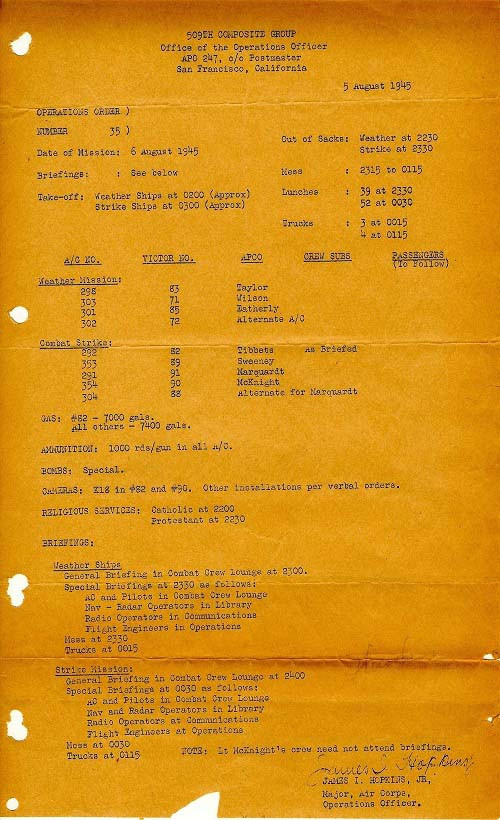 509TH COMPOSITE GROUP
Office of the Operations Officer
APO 247, c/o Postmaster
San Francisco, California
5 August 1945
OPERATIONS ORDER )
NUMBER 35 )
Out of Sacks: Weather at 2230
Strike at 2330
Date of Mission: 6 August 1945
Briefings: : See below
Mess : 2315 to 0115
Take-off: Weather Ships at 0200 (Approx)
Strike Ships at 0300 (Approx)
Lunches : 39 at 2330
52 at 0030
Trucks : 3 at 0015
4 at 0115
A/C NO. VICTOR NO. APCO CREW SUBS PASSENGERS
(To Follow)
Weather Mission:
298 83 Taylor
303 71 Wilson
301 85 Eatherly
302 72 Alternate A/C
Combat Strike:
292 82 Tibbets As Briefed
353 89 Sweeney
291 91 Marquardt
354 90 McKnight
304 88 Alternate for Marquardt
GAS: #82 - 7000 gals.
All others - 7400 gals.
AMMUNITION: 1000 rds/gun in all A/C.
BOMBS: Special.
CAMERAS: K18 in #82 and #90. Other installations per verbal orders.
RELIGIOUS SERVICES: Catholic at 2200
Protestant at 2230
BRIEFINGS:
Weather Ships
General Briefing in Combat Crew Lounge at 2300.
Special Briefings at 2330 as follows:
AC and Pilots in Combat Crew Lounge
Nav - Radar Operators in Library
Radio Operators in Communications
Flight Engineers in Operations
Mess at 2330
Trucks at 0015
Strike Mission:
General Briefing in Combat Crew Lounge at 2400
Special Briefings at 0030 as follows:
AC and Pilots in Combat Crew Lounge
Nav and Radar Operators in Library
Radio Operators at Communications
Flight Engineers at Operations
Mess at 0030
Trucks at 0115
NOTE: Lt McKnight's crew need not attend briefings.
James I. Hopkins, Jr.
JAMES I. HOPKINS, JR,
Major, Air Corps,
Operations Officer.